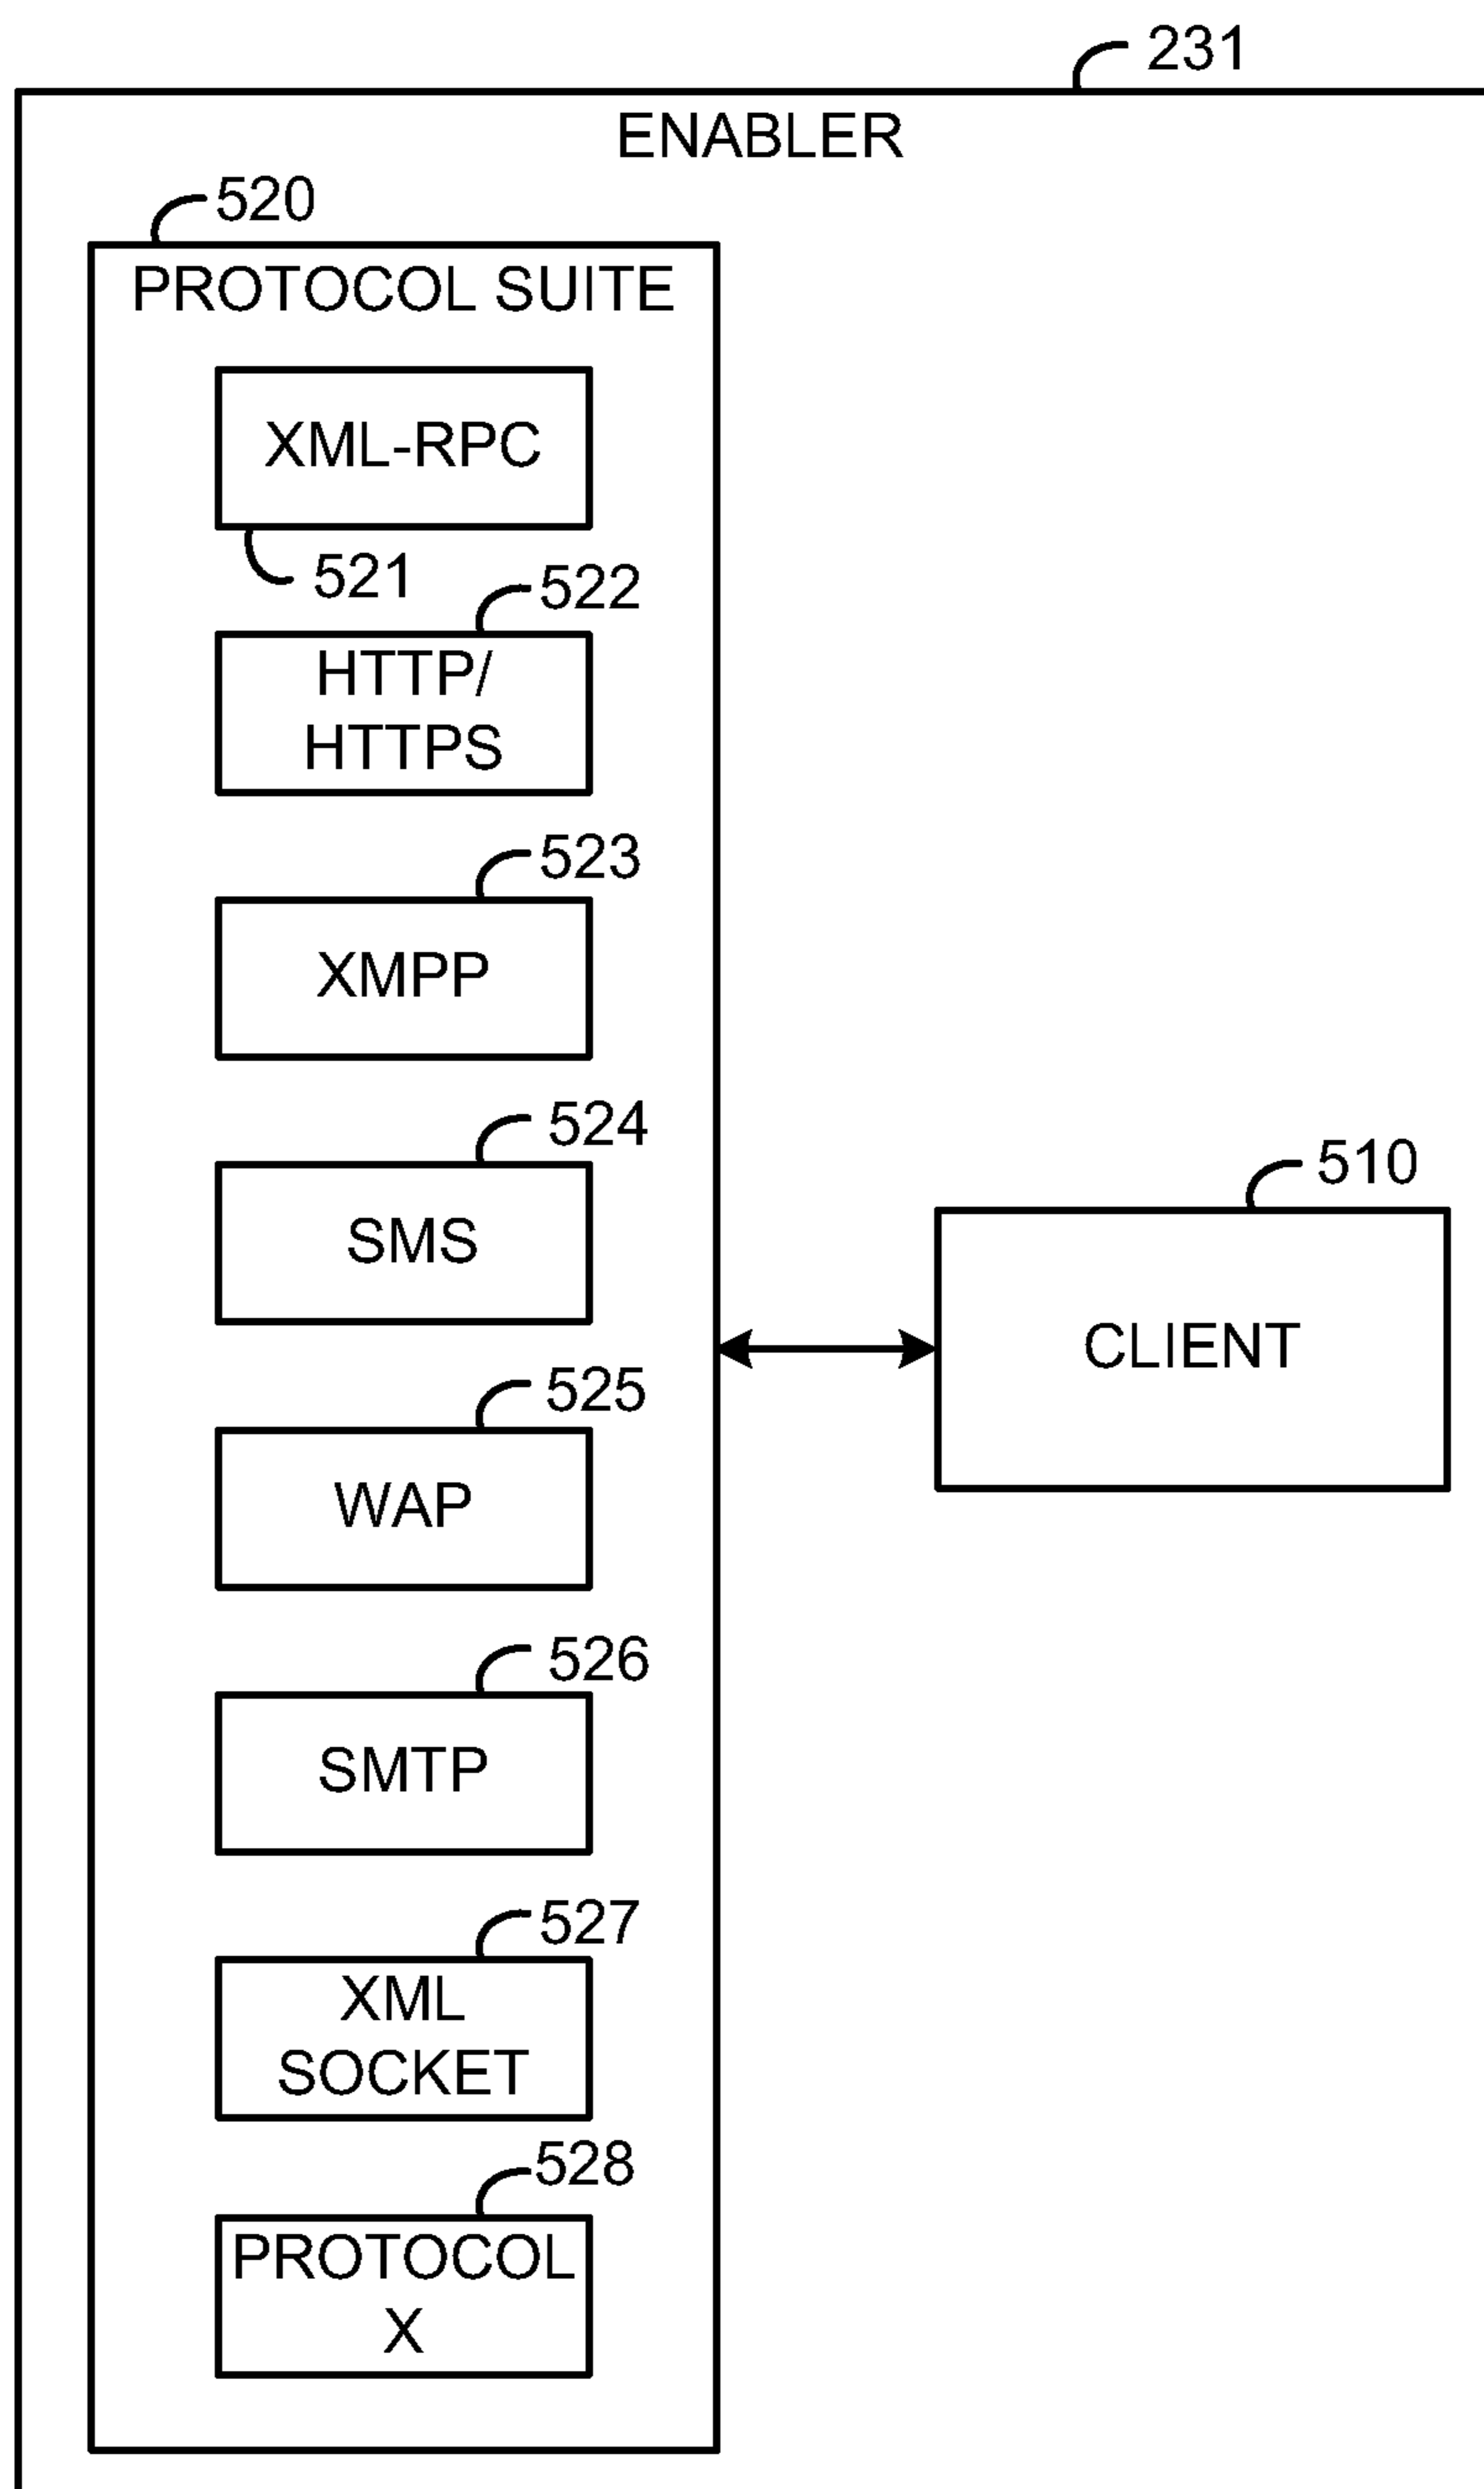 231
ENABLER
520
PROTOCOL SUITE
XML-RPC
521
522
HTTP/
HTTPS
523
XMPP
524
SMS
510
CLIENT
525
WAP
526
SMTP
527
XML
SOCKET
528
PROTOCOL
X